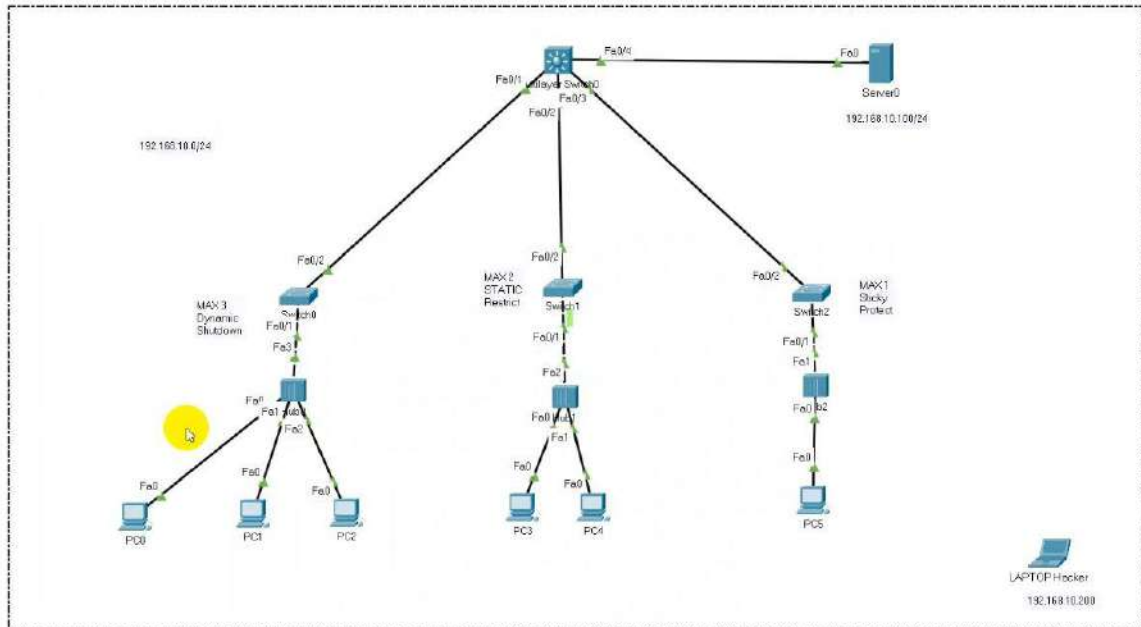 Fa0/4
Fa0
Fa0/1
Fa0/3
Fa0/2
Server0
192.168.10.100/24
192.168.10.0/24
Fa0/2
MAX 3
Dynamic
Shutdown
Switch0
Fa0/1
Fa3
Fa1
Fa2
Fa0
Fa0
Fa0
PC0
PC1
PC2
Fa0/2
MAX 2
STATIC
Restrict
Switch1
Fa0/1
Fa2
Fa0
Fa1
Fa0
Fa0
PC3
PC4
Fa0/2
MAX 1
Sticky
Protect
Switch2
Fa0/1
Fa1
Fa0
Fa0
PC5
LAPTOP Hacker
192.168.10.200